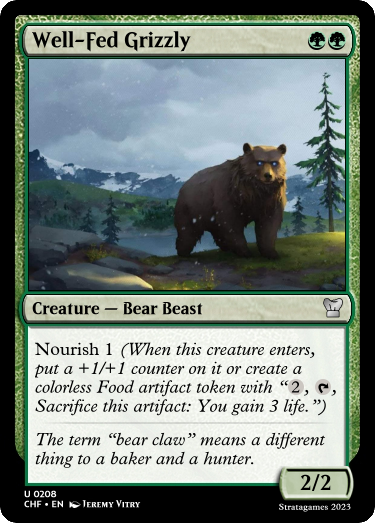 Well-Fed Grizzly
Creature — Bear Beast
Nourish 1 (When this creature enters,
put a +1/+1 counter on it or create a
colorless Food artifact token with “2, ,
Sacrifice this artifact: You gain 3 life.”)
The term “bear claw” means a different
thing to a baker and a hunter.
2/2
U 0208
CHF • EN Jeremy Vitry
Stratagames 2023